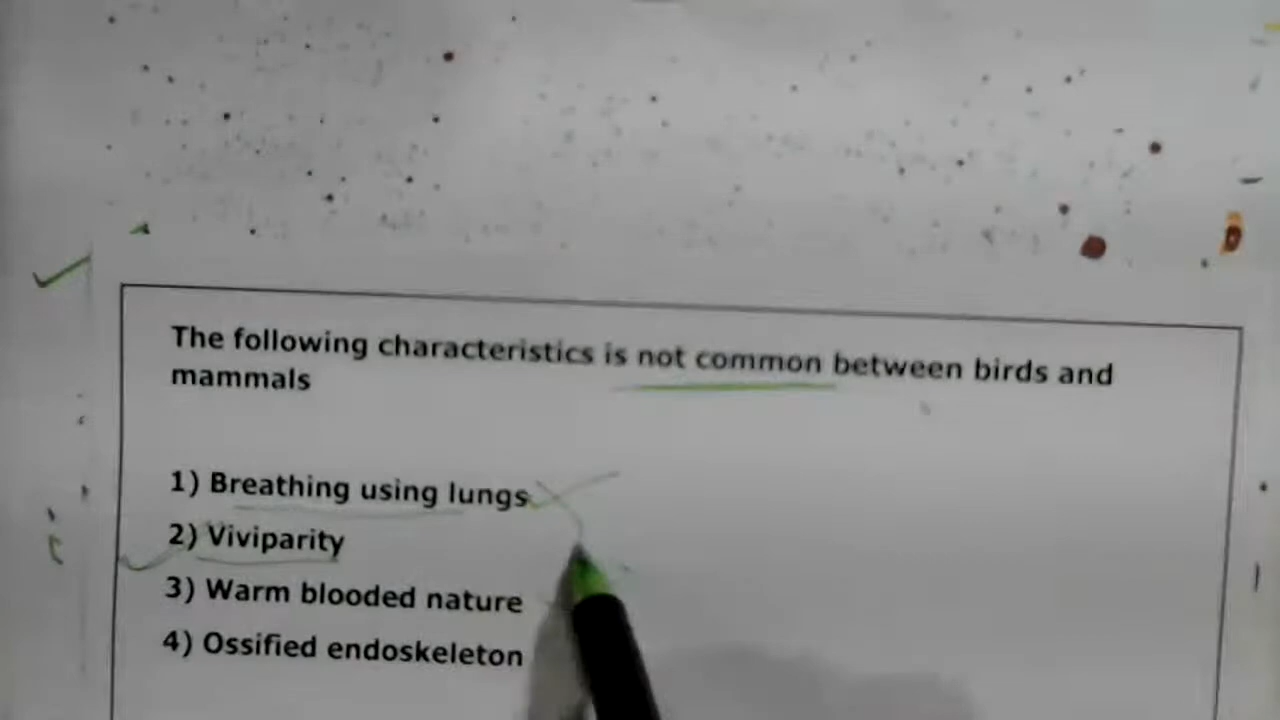 The following characteristics is not common between birds and
mammals
1) Breathing using lungs
2) Viviparity
3) Warm blooded nature
4) Ossified endoskeleton